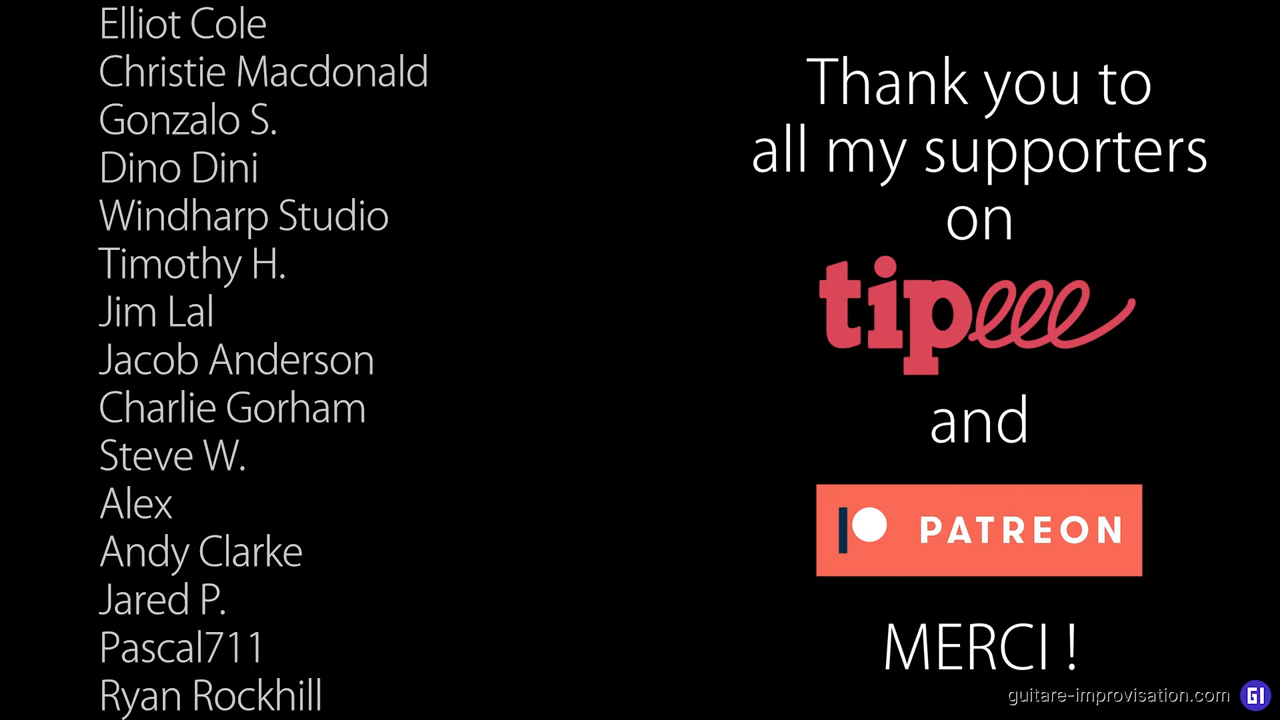 Elliot Cole
Christie Macdonald
Gonzalo S.
Dino Dini
Windharp Studio
Timothy H.
Jim Lal
Jacob Anderson
Charlie Gorham
Steve W.
Alex
Andy Clarke
Jared P.
Pascal711
Ryan Rockhill
Thank you to
all my supporters
on
tipeee
and
PATREON
MERCI !
guitare-improvisation.com GI